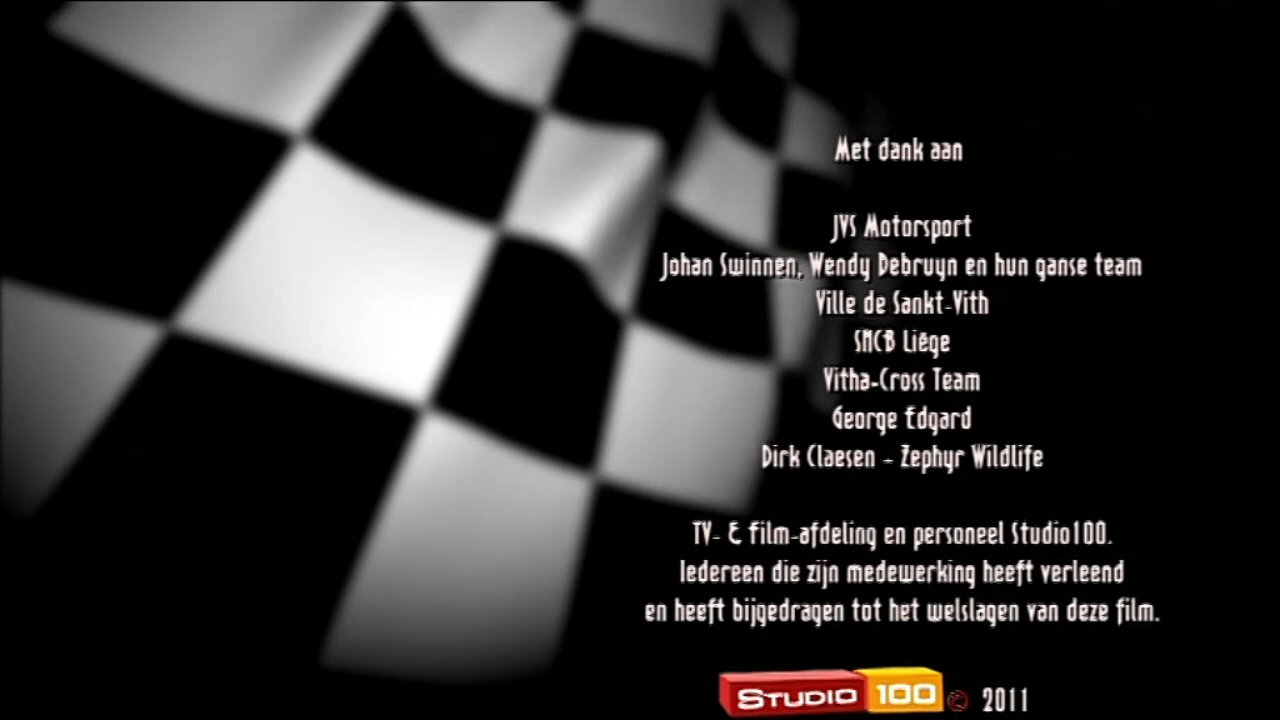 Met dank aan
JVS Motorsport
Johan Swinnen, Wendy Debruyn en hun ganse team
Ville de Sankt-Vith
SMCB Liège
Vitha-Cross Team
George Edgard
Dirk Claesen - Zephyr Wildlife
TV- & film-afdeling en personeel Studio100.
Iedereen die zijn medewerking heeft verleend
en heeft bijgedragen tot het welslagen van deze film.
STUDIO 100 © 2011